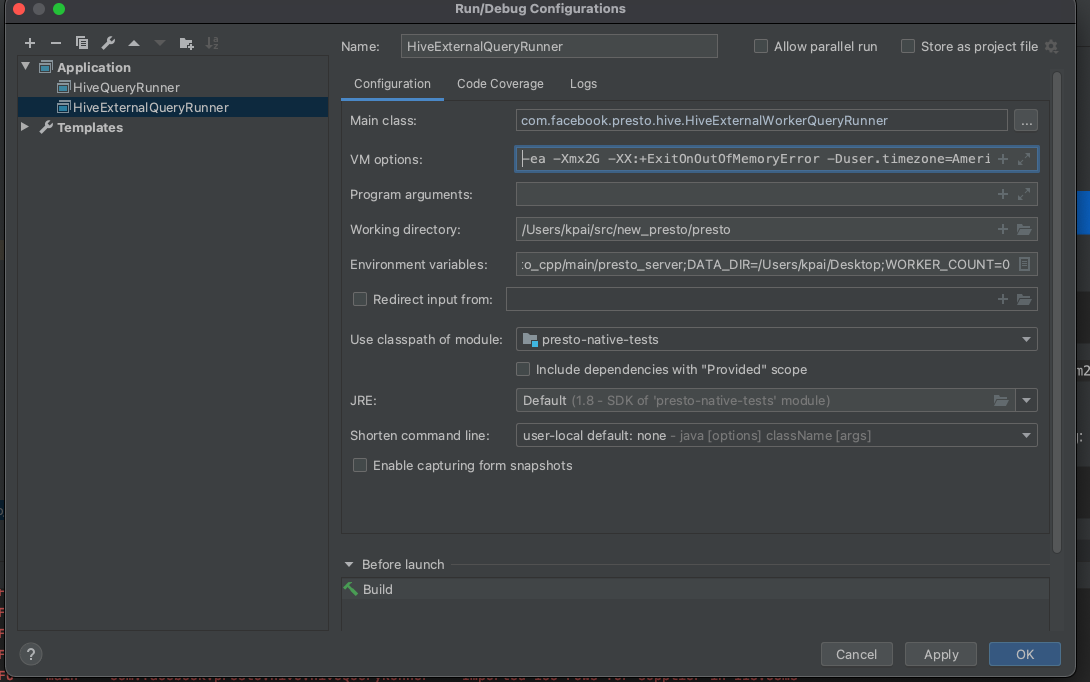 Run/Debug Configurations
Name: HiveExternalQueryRunner Allow parallel run Store as project file
Application
HiveQueryRunner
HiveExternalQueryRunner
Templates
Configuration Code Coverage Logs
Main class: com.facebook.presto.hive.HiveExternalWorkerQueryRunner ...
VM options: -ea -Xmx2G -XX:+ExitOnOutOfMemoryError -Duser.timezone=Ameri
Program arguments:
Working directory: /Users/kpai/src/new_presto/presto
Environment variables: to_cpp/main/presto_server;DATA_DIR=/Users/kpai/Desktop;WORKER_COUNT=0
Redirect input from:
Use classpath of module: presto-native-tests
Include dependencies with "Provided" scope
JRE: Default (1.8 - SDK of 'presto-native-tests' module)
Shorten command line: user-local default: none - java [options] className [args]
Enable capturing form snapshots
Before launch
Build
? Cancel Apply OK